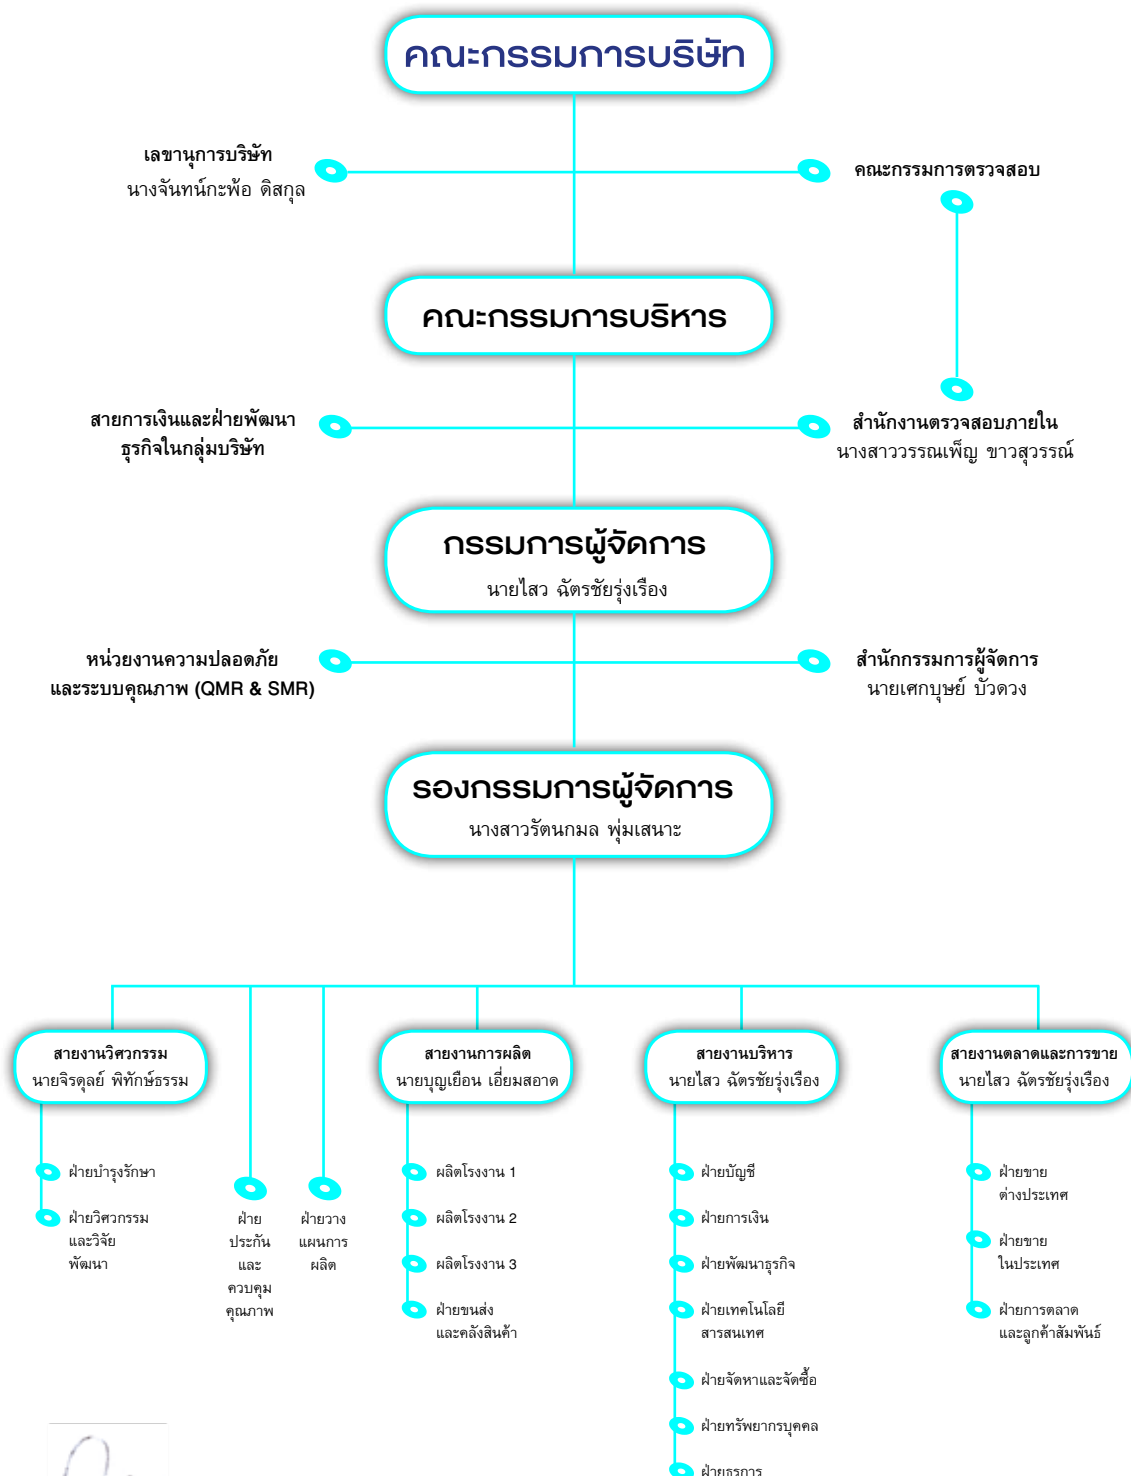 คณะกรรมการบริษัท
เลขานุการบริษัท
นางจันทน์กะพ้อ ดิสกุล
คณะกรรมการตรวจสอบ
คณะกรรมการบริหาร
สายการเงินและฝ่ายพัฒนา
ธุรกิจในกลุ่มบริษัท
สำนักงานตรวจสอบภายใน
นางสาววรรณเพ็ญ ขาวสุวรรณ์
กรรมการผู้จัดการ
นายไสว ฉัตรชัยรุ่งเรือง
หน่วยงานความปลอดภัย
และระบบคุณภาพ (QMR & SMR)
สำนักกรรมการผู้จัดการ
นายเศกบุษย์ บัวดวง
รองกรรมการผู้จัดการ
นางสาวรัตนกมล พุ่มเสนาะ
สายงานวิศวกรรม
นายจิรดุลย์ พิทักษ์ธรรม
ฝ่ายบำรุงรักษา
ฝ่ายวิศวกรรม
และวิจัย
พัฒนา
ฝ่าย
ประกัน
และ
ควบคุม
คุณภาพ
ฝ่ายวาง
แผนการ
ผลิต
สายงานการผลิต
นายบุญเยือน เอี่ยมสอาด
ผลิตโรงงาน 1
ผลิตโรงงาน 2
ผลิตโรงงาน 3
ฝ่ายขนส่ง
และคลังสินค้า
สายงานบริหาร
นายไสว ฉัตรชัยรุ่งเรือง
ฝ่ายบัญชี
ฝ่ายการเงิน
ฝ่ายพัฒนาธุรกิจ
ฝ่ายเทคโนโลยี
สารสนเทศ
ฝ่ายจัดหาและจัดซื้อ
ฝ่ายทรัพยากรบุคคล
ฝ่ายธุรการ
สายงานตลาดและการขาย
นายไสว ฉัตรชัยรุ่งเรือง
ฝ่ายขาย
ต่างประเทศ
ฝ่ายขาย
ในประเทศ
ฝ่ายการตลาด
และลูกค้าสัมพันธ์